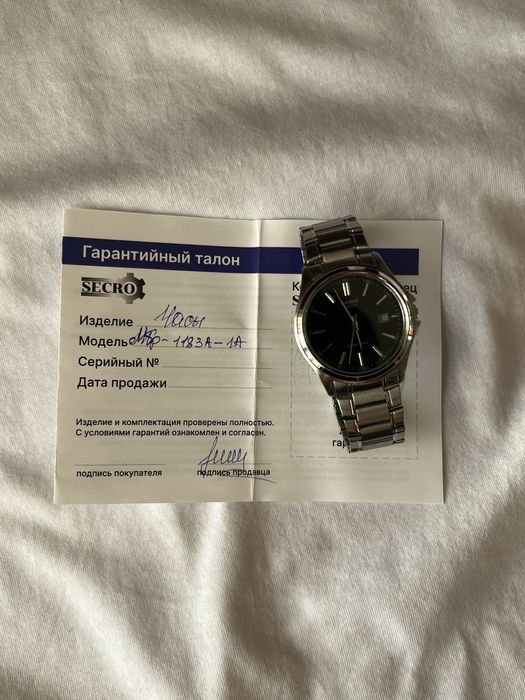 Гарантийный талон
SECRO
Изделие Часы
Модель Mtp-1183A-1A
Серийный №
Дата продажи
Изделие и комплектация проверены полностью.
С условиями гарантий ознакомлен и согласен.
подпись покупателя
подпись продавца